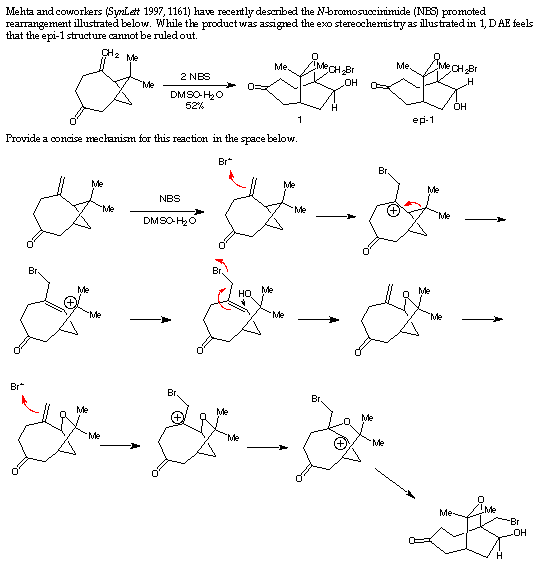 Mehta and coworkers (SynLett 1997, 1161) have recently described the N-bromosuccinimide (NBS) promoted
rearrangement illustrated below. While the product was assigned the exo stereochemistry as illustrated in 1, DAE feels
that the epi-1 structure cannot be ruled out.
CH2
Me
Me
O
2 NBS
DMSO-H2O
52%
Me
O
Me
CH2Br
OH
H
O
1
Me
O
Me
CH2Br
H
OH
O
epi-1
Provide a concise mechanism for this reaction in the space below.
Me
Me
O
NBS
DMSO-H2O
Br+
Me
Me
O
Br
Me
Me
O
Br
Me
Me
O
Br
HO
Me
Me
O
O
Me
Me
O
Br+
O
Me
Me
O
Br
O
Me
Me
O
Br
O
Me
Me
O
O
Me
Me
Br
OH
H
O